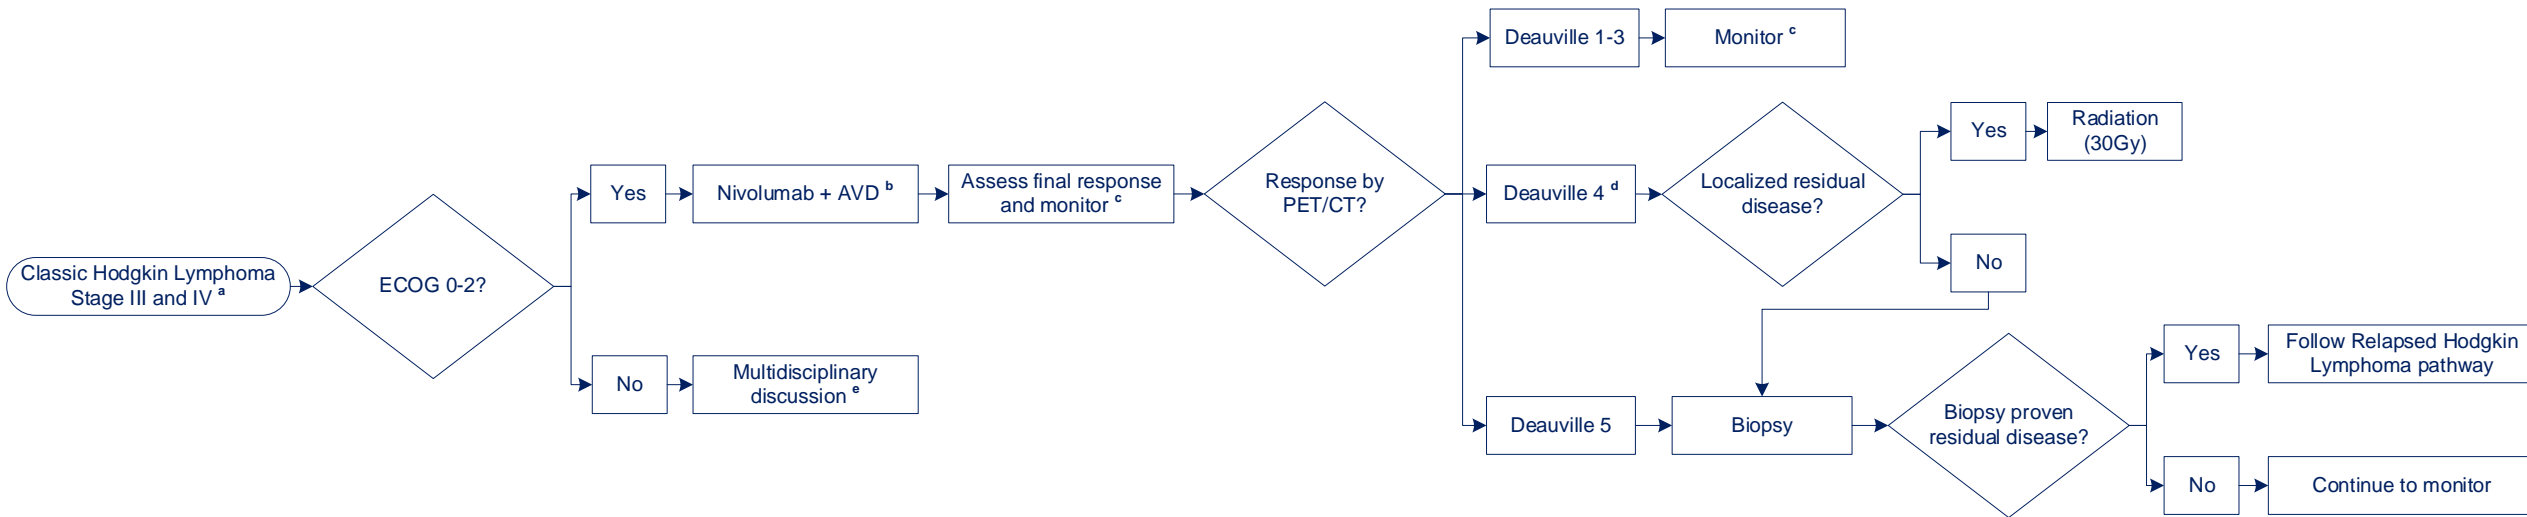 Classic Hodgkin Lymphoma
Stage III and IV a
ECOG 0-2?
Yes
Nivolumab + AVD b
Assess final response
and monitor c
Response by
PET/CT?
Deauville 1-3
Monitor c
Deauville 4 d
Localized residual
disease?
Yes
Radiation
(30Gy)
No
Deauville 5
Biopsy
Biopsy proven
residual disease?
Yes
Follow Relapsed Hodgkin
Lymphoma pathway
No
Continue to monitor
No
Multidisciplinary
discussion e